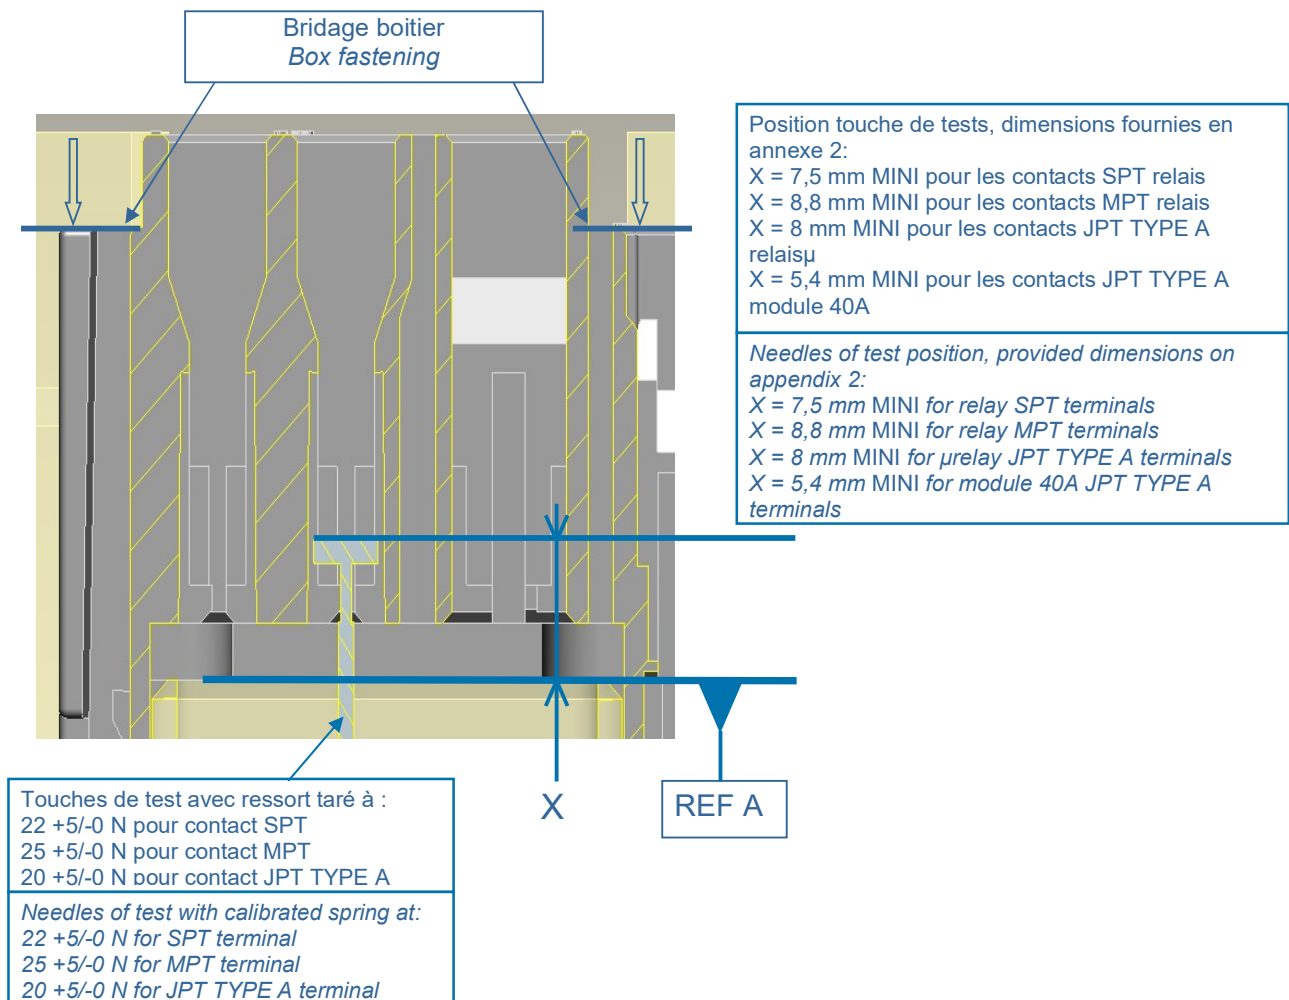 Bridage boitier
Box fastening
Position touche de tests, dimensions fournies en
annexe 2:
X = 7,5 mm MINI pour les contacts SPT relais
X = 8,8 mm MINI pour les contacts MPT relais
X = 8 mm MINI pour les contacts JPT TYPE A
relaisµ
X = 5,4 mm MINI pour les contacts JPT TYPE A
module 40A
Needles of test position, provided dimensions on
appendix 2:
X = 7,5 mm MINI for relay SPT terminals
X = 8,8 mm MINI for relay MPT terminals
X = 8 mm MINI for µrelay JPT TYPE A terminals
X = 5,4 mm MINI for module 40A JPT TYPE A
terminals
X
REF A
Touches de test avec ressort taré à :
22 +5/-0 N pour contact SPT
25 +5/-0 N pour contact MPT
20 +5/-0 N pour contact JPT TYPE A
Needles of test with calibrated spring at:
22 +5/-0 N for SPT terminal
25 +5/-0 N for MPT terminal
20 +5/-0 N for JPT TYPE A terminal